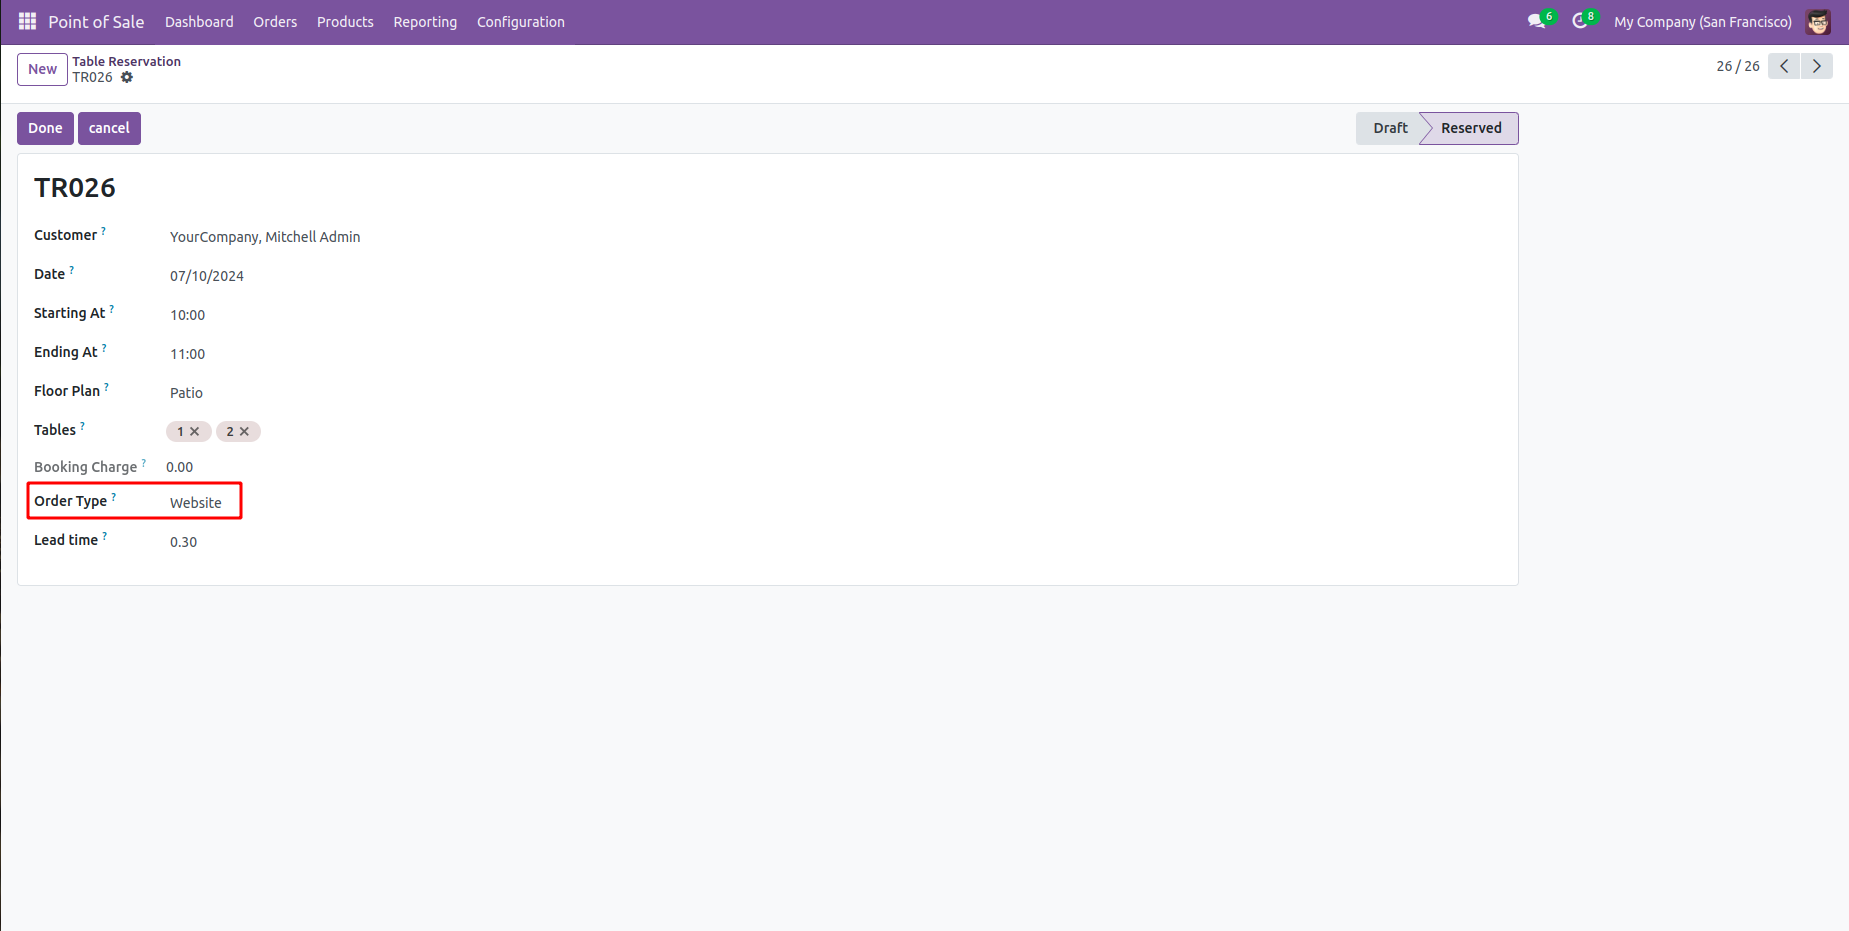 Point of Sale Dashboard Orders Products Reporting Configuration 6 8 My Company (San Francisco)
New Table Reservation 26 / 26
TR026
Done cancel Draft Reserved
TR026
Customer ? YourCompany, Mitchell Admin
Date ? 07/10/2024
Starting At ? 10:00
Ending At ? 11:00
Floor Plan ? Patio
Tables ? 1 2
Booking Charge ? 0.00
Order Type ? Website
Lead time ? 0.30